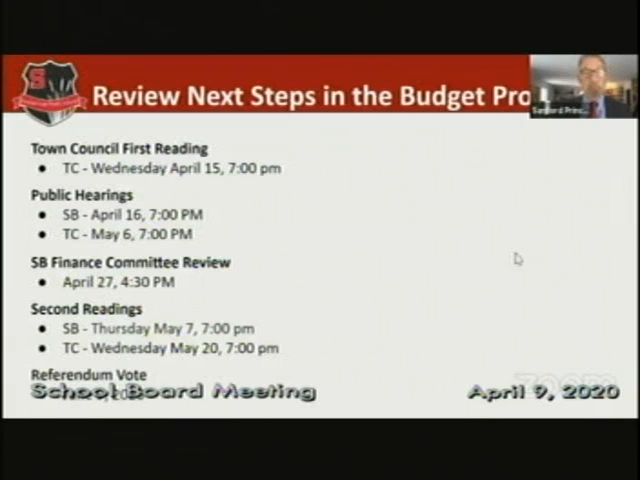 S
Review Next Steps in the Budget Pro
Sanford Princ...
Town Council First Reading
● TC - Wednesday April 15, 7:00 pm
Public Hearings
● SB - April 16, 7:00 PM
● TC - May 6, 7:00 PM
SB Finance Committee Review
● April 27, 4:30 PM
Second Readings
● SB - Thursday May 7, 7:00 pm
● TC - Wednesday May 20, 7:00 pm
Referendum Vote
School Board Meeting
April 9, 2020
zoom